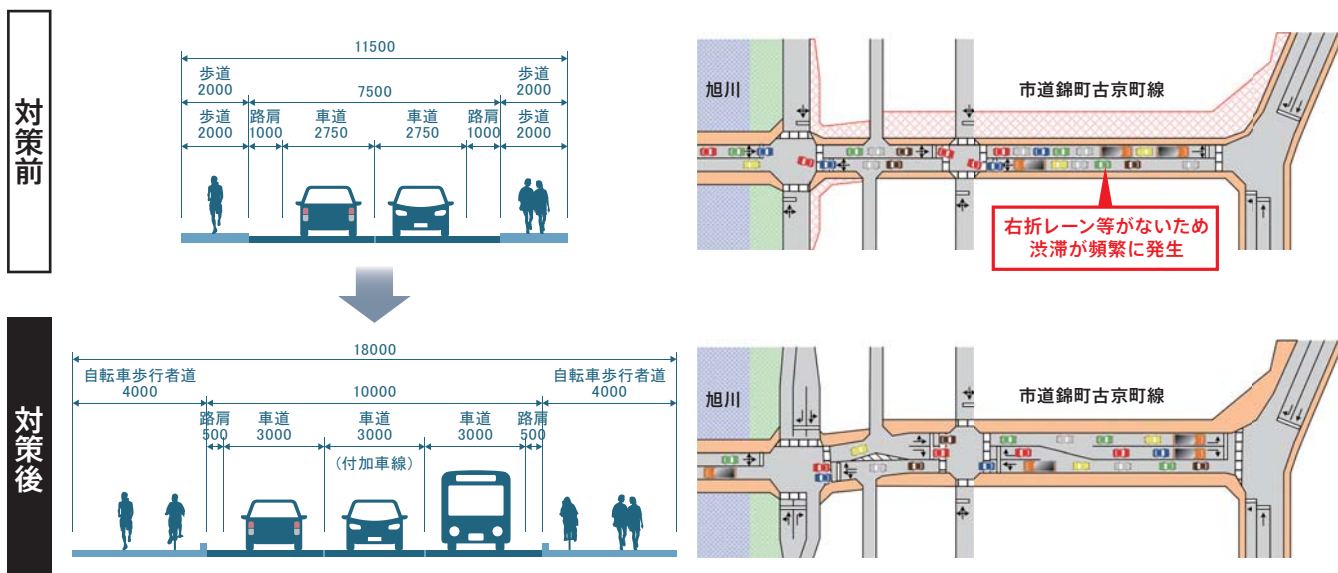 対策前
11500
歩道
2000
7500
歩道
2000
歩道
2000
路肩
1000
車道
2750
車道
2750
路肩
1000
歩道
2000
旭川
市道錦町古京町線
右折レーン等がないため
渋滞が頻繁に発生
対策後
18000
自転車歩行者道
4000
10000
自転車歩行者道
4000
路肩
500
車道
3000
車道
3000
(付加車線)
車道
3000
路肩
500
旭川
市道錦町古京町線